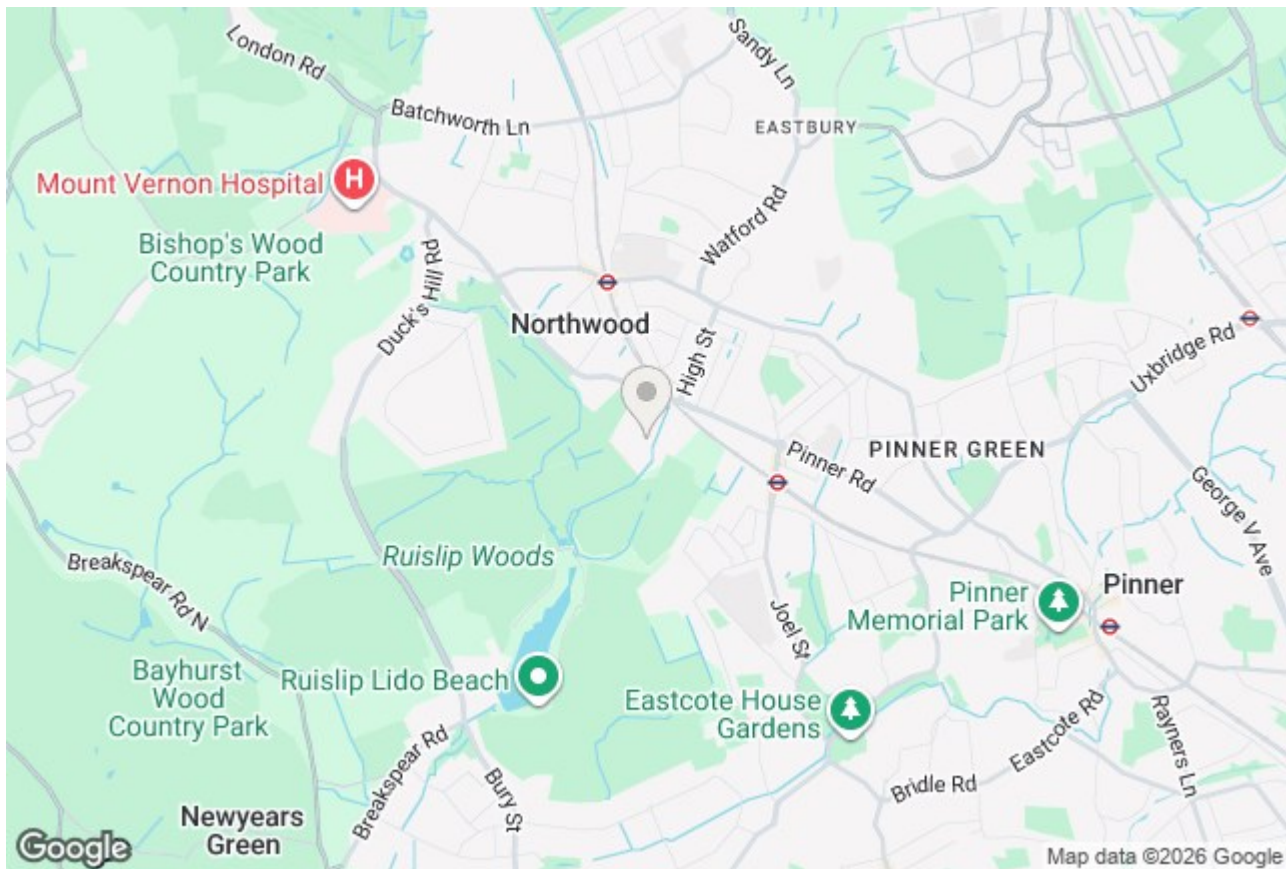 London Rd
Sandy Ln
Batchworth Ln
EASTBURY
Mount Vernon Hospital
H
Bishop's Wood
Country Park
Duck's Hill Rd
Watford Rd
Northwood
High St
Uxbridge Rd
Pinner Rd
PINNER GREEN
George V Ave
Ruislip Woods
Breakspear Rd N
Joel St
Pinner
Memorial Park
Pinner
Bayhurst
Wood
Country Park
Ruislip Lido Beach
Eastcote House
Gardens
Eastcote Rd
Rayners Ln
Breakspear Rd
Bury St
Bridle Rd
Newyears
Green
Google
Map data ©2026 Google